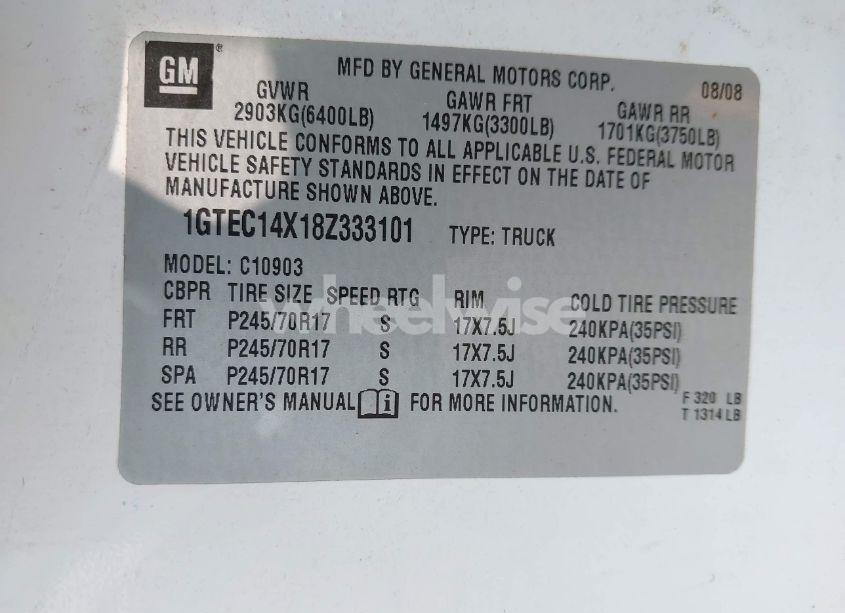 GM®
MFD BY GENERAL MOTORS CORP. 08/08
GVWR GAWR FRT GAWR RR
2903KG(6400LB) 1497KG(3300LB) 1701KG(3750LB)
THIS VEHICLE CONFORMS TO ALL APPLICABLE U.S. FEDERAL MOTOR
VEHICLE SAFETY STANDARDS IN EFFECT ON THE DATE OF
MANUFACTURE SHOWN ABOVE.
1GTEC14X18Z333101 TYPE: TRUCK
MODEL: C10903
CBPR TIRE SIZE SPEED RTG RIM COLD TIRE PRESSURE
wheelwise
FRT P245/70R17 S 17X7.5J 240KPA(35PSI)
RR P245/70R17 S 17X7.5J 240KPA(35PSI)
SPA P245/70R17 S 17X7.5J 240KPA(35PSI)
SEE OWNER'S MANUAL i FOR MORE INFORMATION.
F 320 LB
T 1314 LB